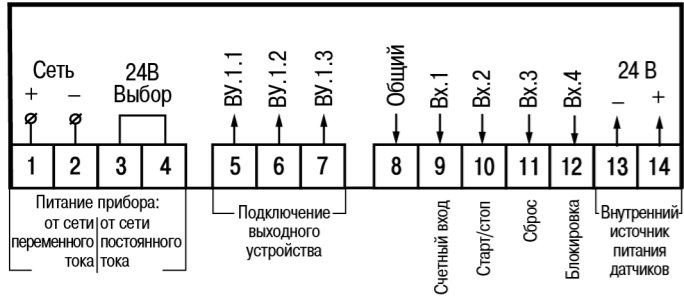 Сеть
+ –
24В
Выбор
ВУ.1.1
ВУ.1.2
ВУ.1.3
Общий
Вх.1
Вх.2
Вх.3
Вх.4
24 В
– +
1 2 3 4 5 6 7 8 9 10 11 12 13 14
Питание прибора:
от сети
переменного
тока
от сети
постоянного
тока
Подключение
выходного
устройства
Счетный вход
Старт/стоп
Сброс
Блокировка
Внутренний
источник
питания
датчиков